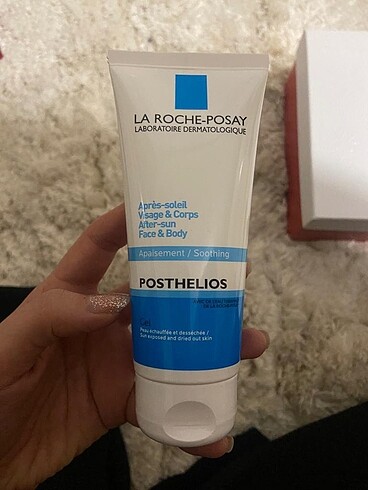 LA ROCHE-POSAY
LABORATOIRE DERMATOLOGIQUE
Après-soleil
Visage & Corps
After-sun
Face & Body
Apaisement / Soothing
POSTHELIOS
Gel
Peau échauffée et desséchée /
Sun exposed and dried out skin